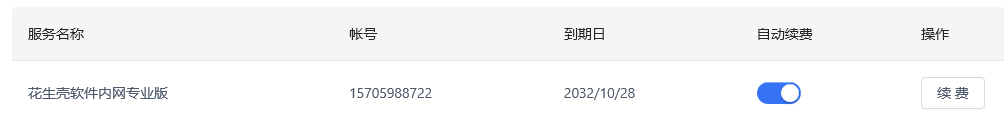 服务名称 帐号 到期日 自动续费 操作
花生壳软件内网专业版 15705988722 2032/10/28 续 费